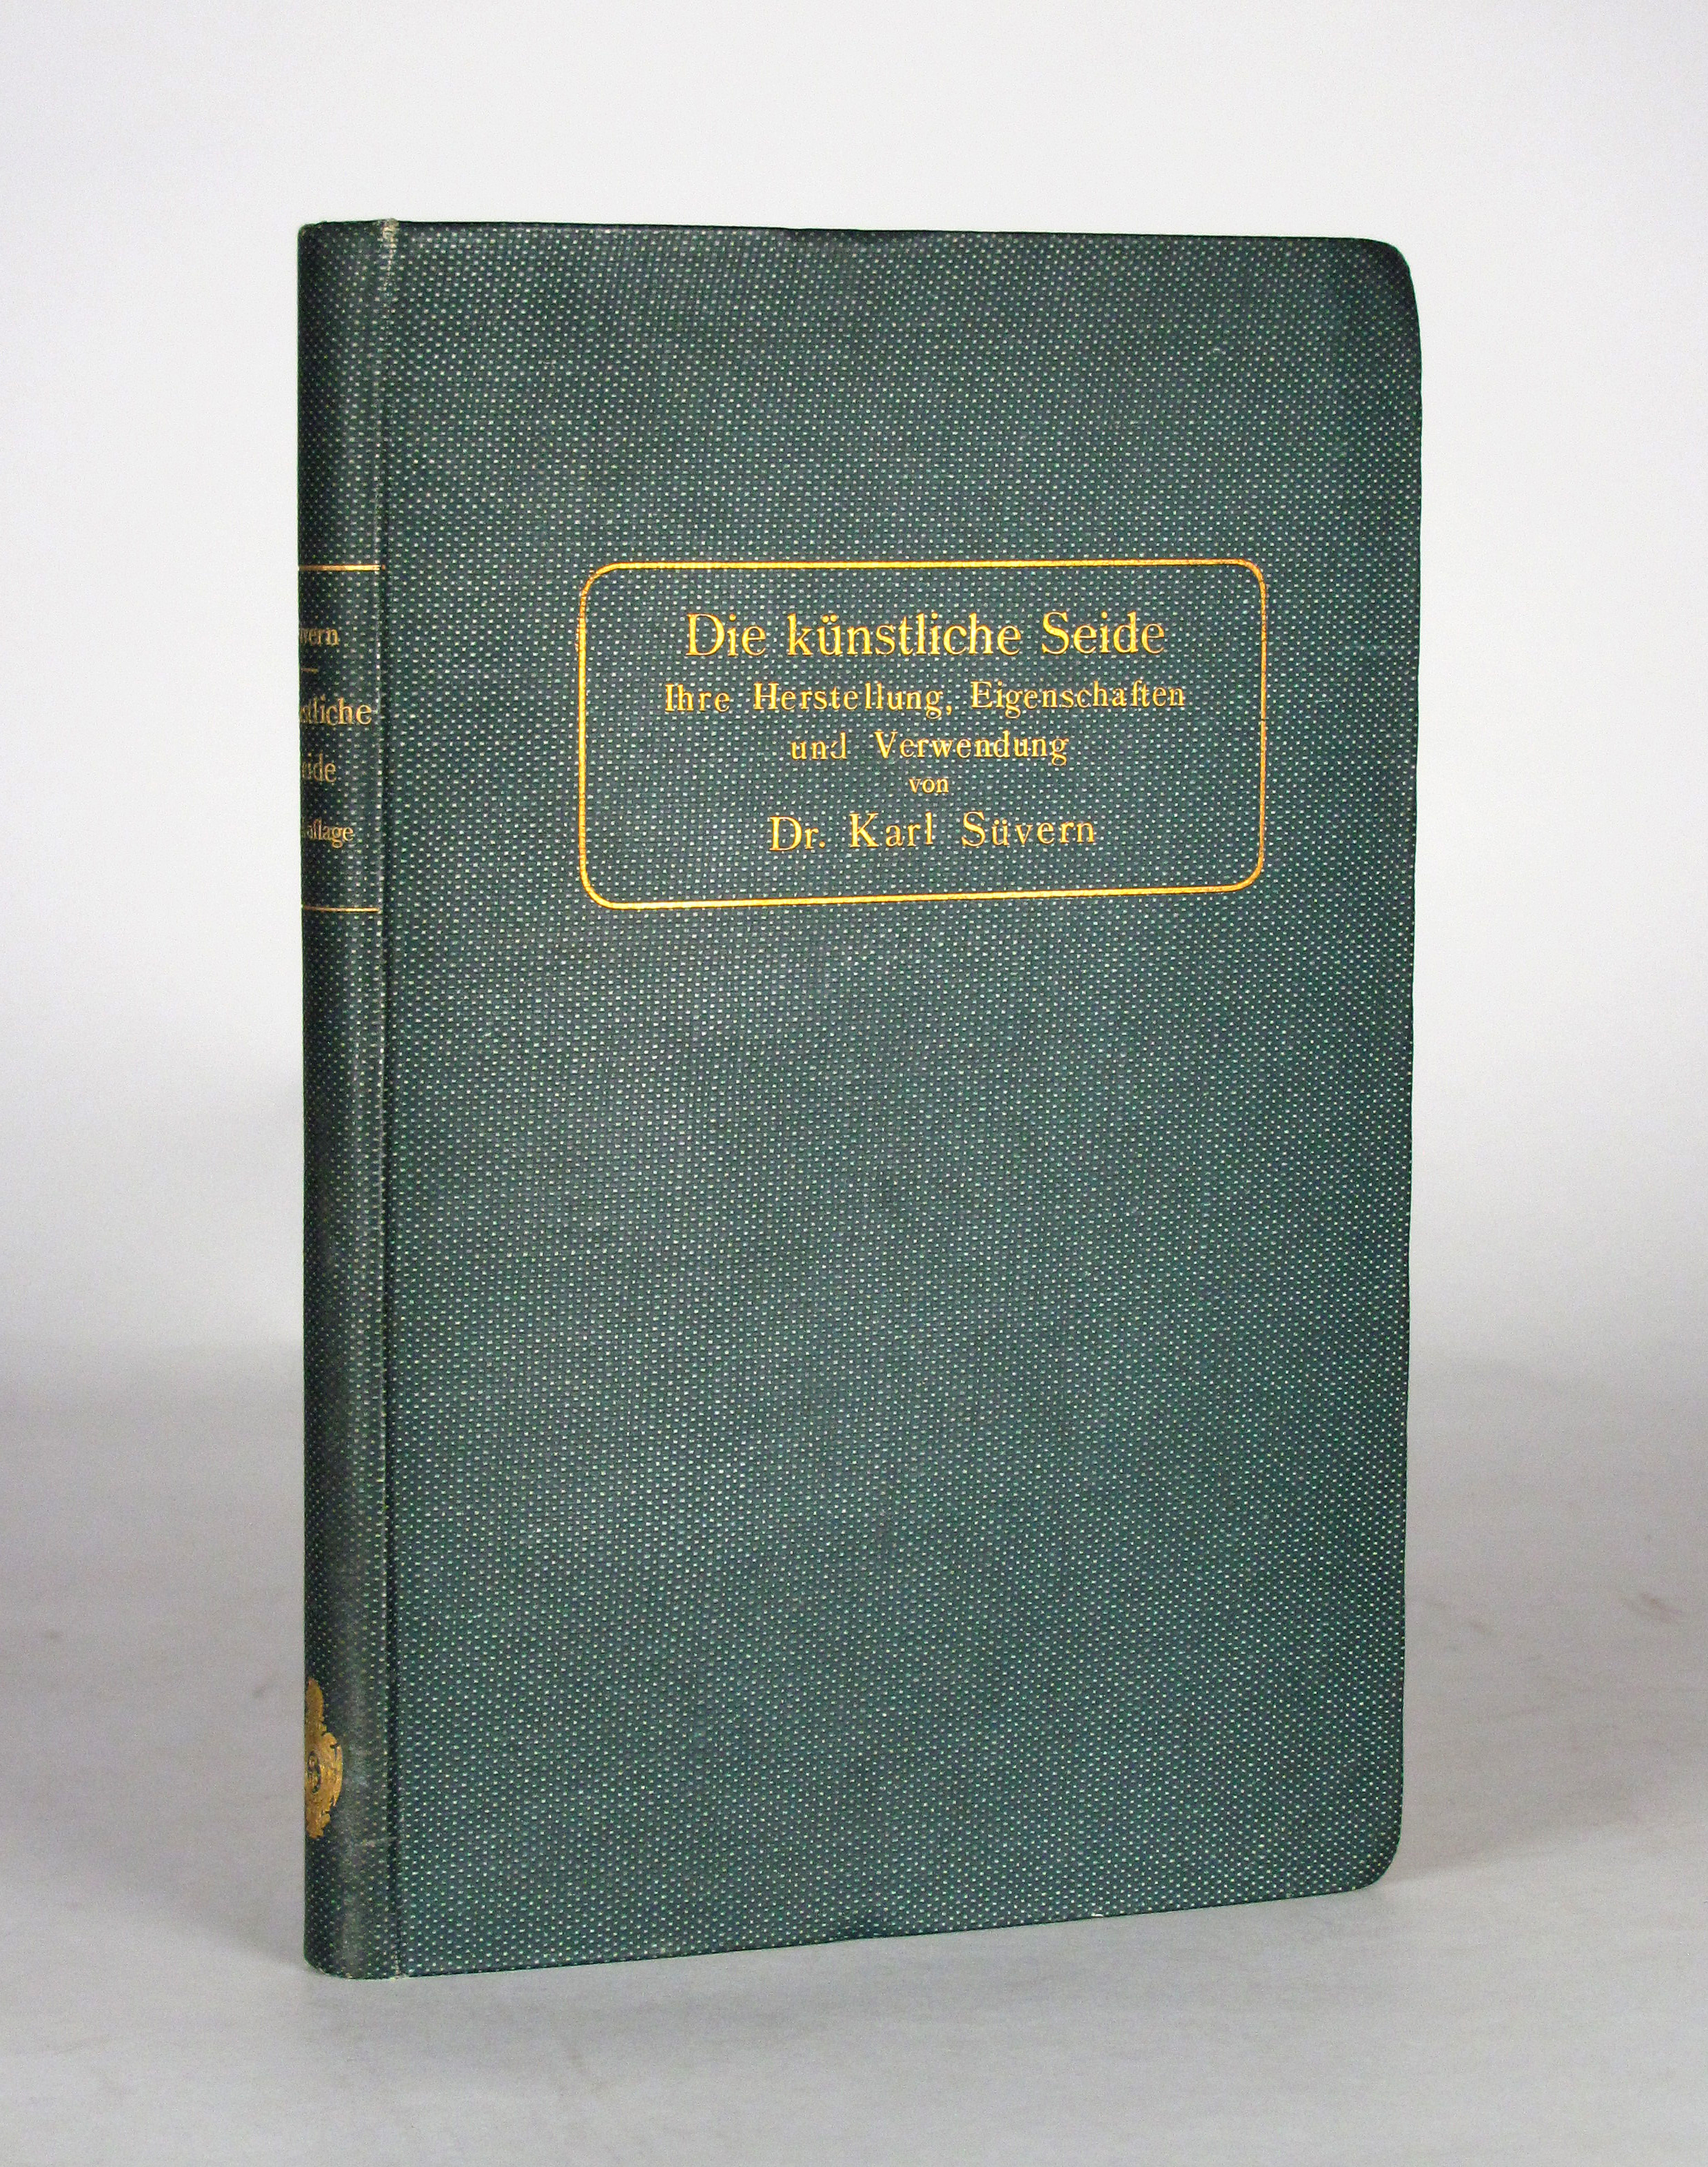 Die künstliche Seide
Ihre Herstellung, Eigenschaften
und Verwendung
von
Dr. Karl Süvern